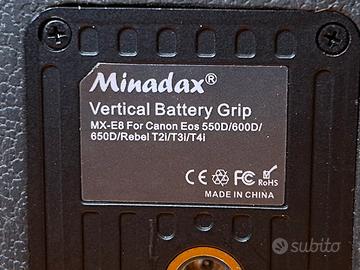 Minadax®
Vertical Battery Grip
MX-E8 For Canon Eos 550D/600D/
650D/Rebel T2i/T3i/T4i
CE FC RoHS
MADE IN CHINA
subito